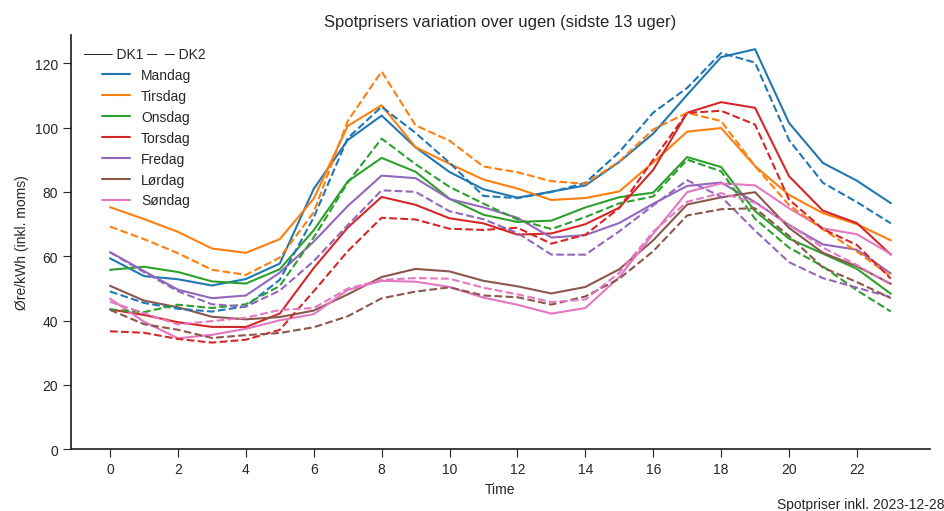 Spotprisers variation over ugen (sidste 13 uger)
DK1 DK2
Mandag
Tirsdag
Onsdag
Torsdag
Fredag
Lørdag
Søndag
Øre/kWh (inkl. moms)
120
100
80
60
40
20
0
0 2 4 6 8 10 12 14 16 18 20 22
Time
Spotpriser inkl. 2023-12-28